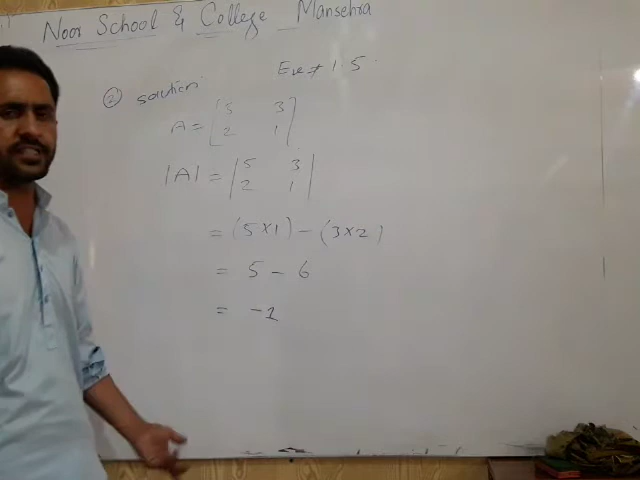 Noor School & College Mansehra
Ex # 1.5
② solution
A = [5 3
2 1]
|A| = |5 3
2 1|
= (5×1) - (3×2)
= 5 - 6
= -1